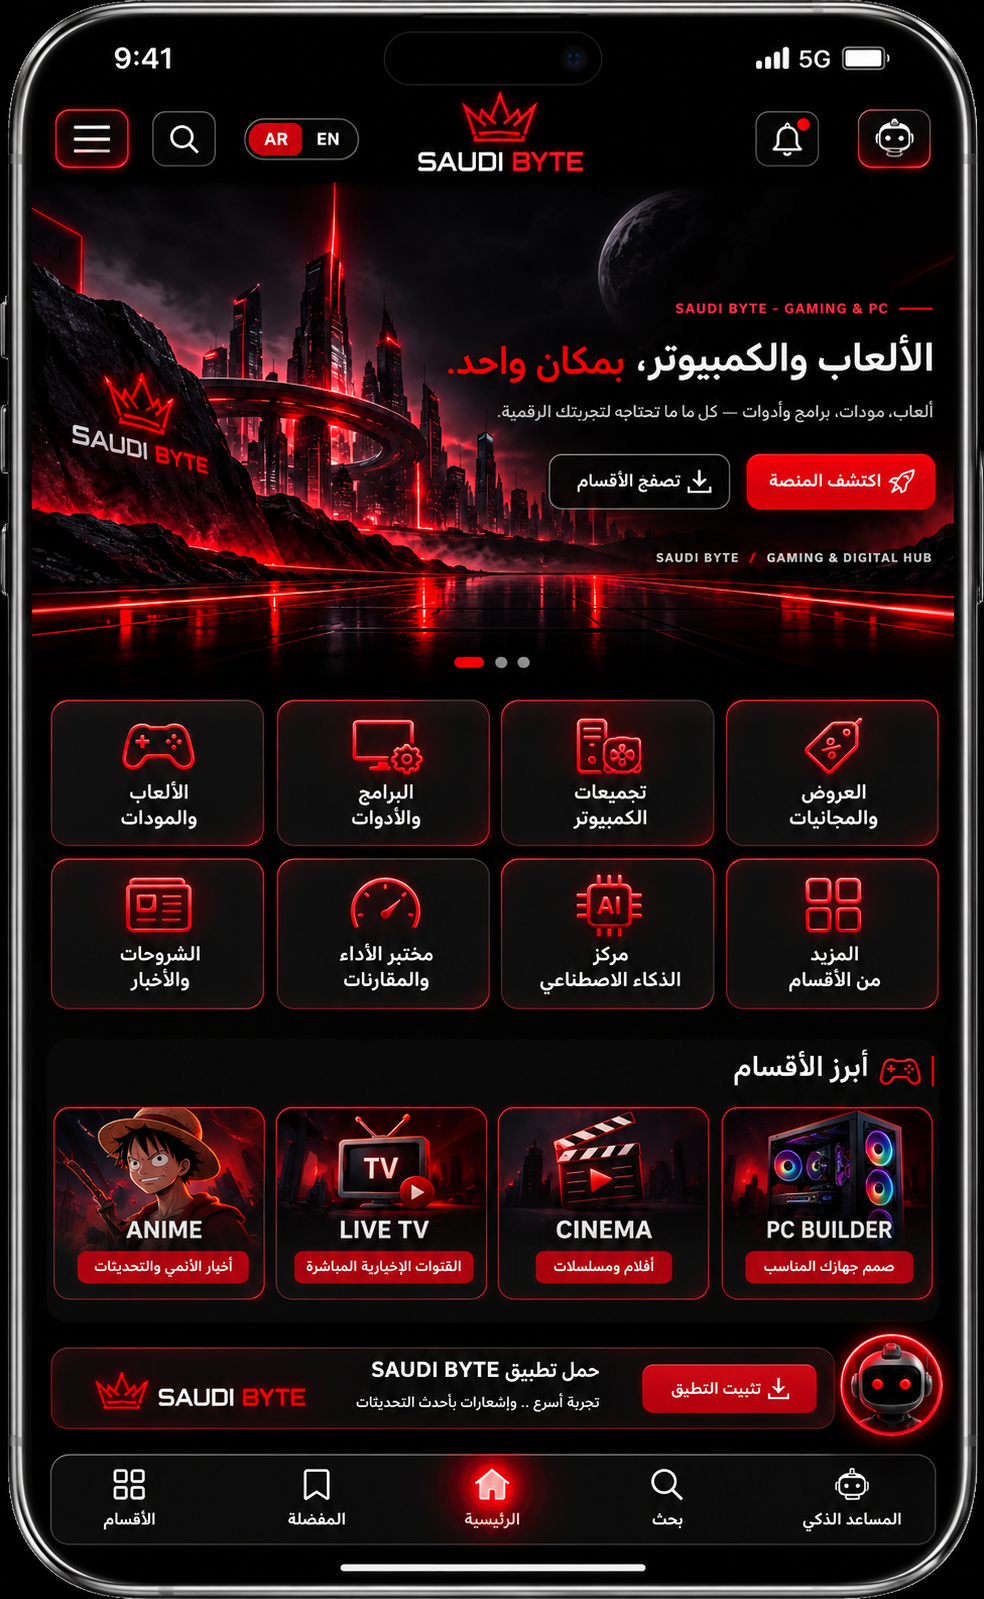 9:41
5G
AR EN
SAUDI BYTE
SAUDI BYTE - GAMING & PC
الألعاب والكمبيوتر، بمكان واحد.
ألعاب، مودات، برامج وأدوات — كل ما ما تحتاجه لتجربتك الرقمية.
SAUDI BYTE
اكتشف المنصة
تصفح الأقسام
SAUDI BYTE / GAMING & DIGITAL HUB
العروض
والمجانيات
تجميعات
الكمبيوتر
البرامج
والأدوات
الألعاب
والمودات
المزيد
من الأقسام
AI
مركز
الذكاء الاصطناعي
مختبر الأداء
والمقارنات
الشروحات
والأخبار
أبرز الأقسام
PC BUILDER
صمم جهازك المناسب
CINEMA
أفلام ومسلسلات
TV
LIVE TV
القتوات الإخبارية المباشرة
ANIME
أخبار الأنمي والتحديثات
تثبيت التطيق
حمل تطبيق SAUDI BYTE
تجربة أسرع .. وإشعارات بأحدث التحديثات
SAUDI BYTE
المساعد الذكي
بحث
الرئيسية
المفضلة
الأقسام